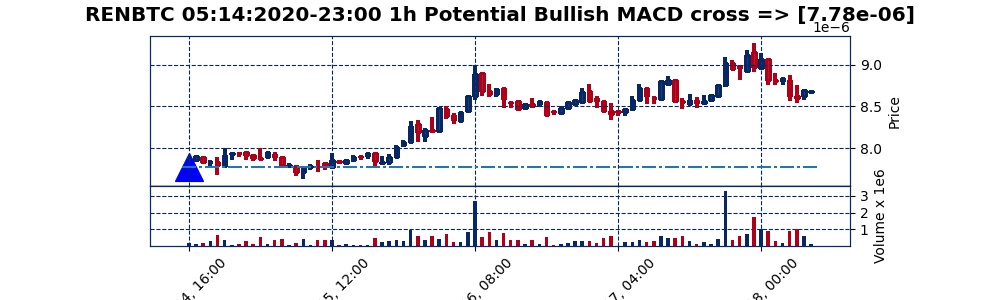 RENBTC 05:14:2020-23:00 1h Potential Bullish MACD cross => [7.78e-06]
1e−6
9.0
8.5
8.0
Price
3
2
1
Volume x 1e6
4, 16:00
5, 12:00
6, 08:00
7, 04:00
8, 00:00